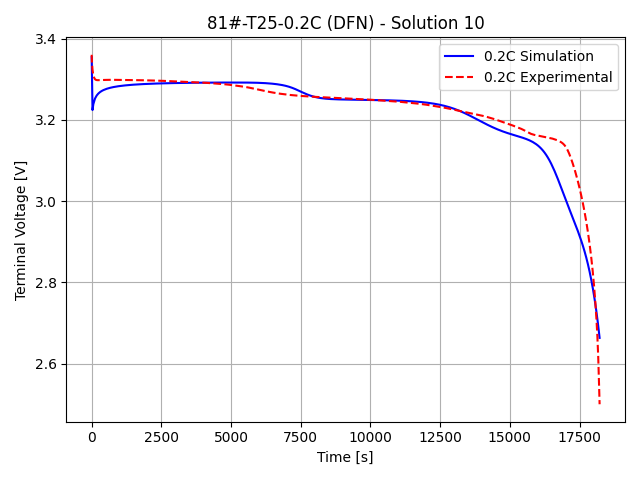 81#-T25-0.2C (DFN) - Solution 10
0.2C Simulation
0.2C Experimental
Terminal Voltage [V]
3.4
3.2
3.0
2.8
2.6
0 2500 5000 7500 10000 12500 15000 17500
Time [s]